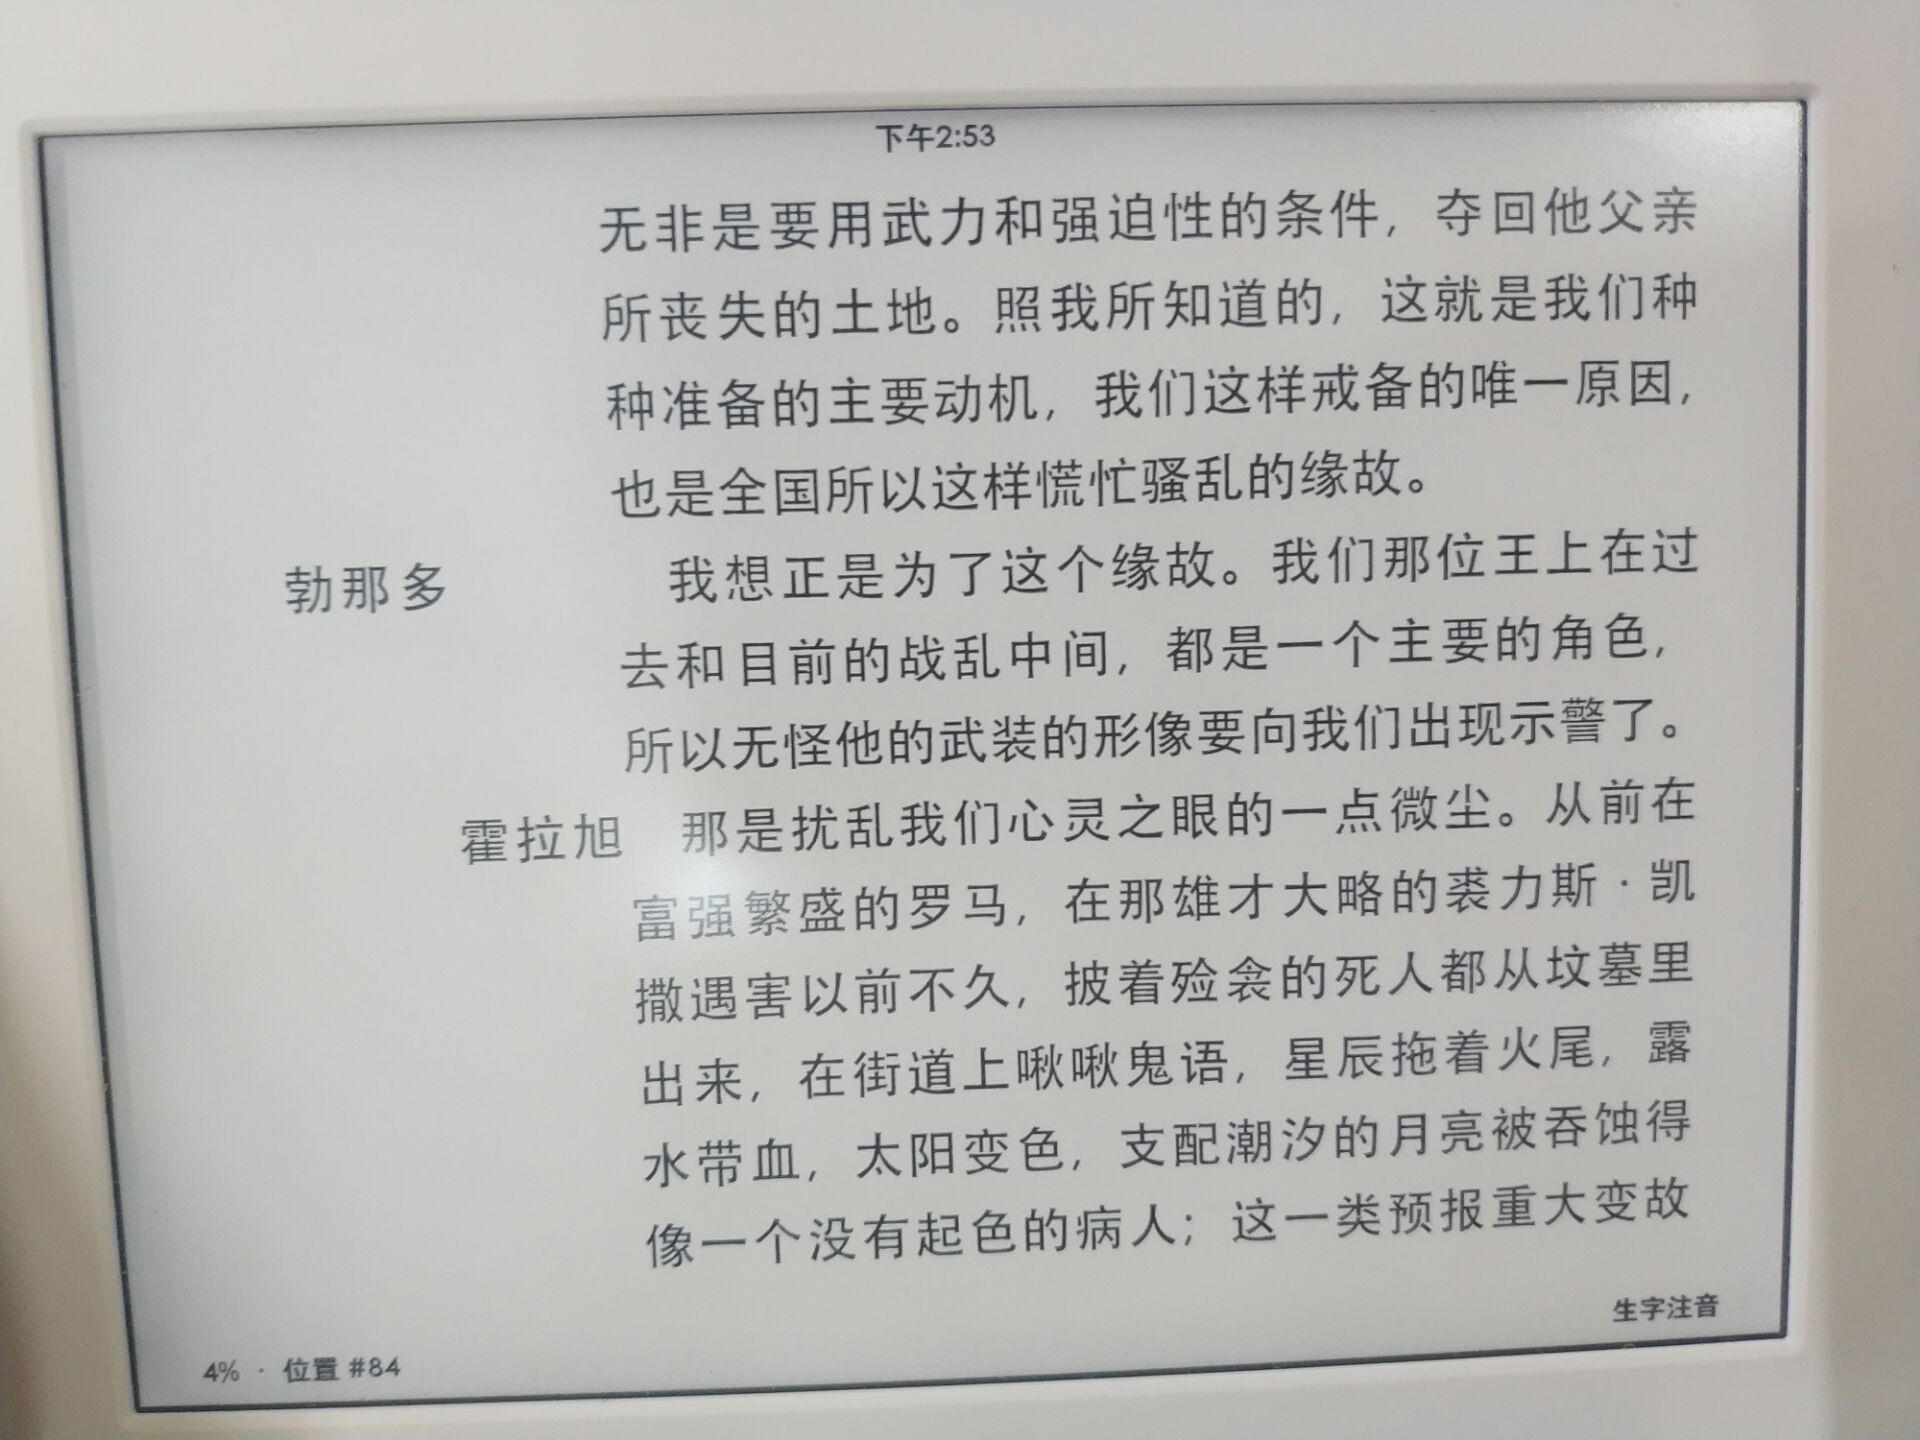 下午2:53
无非是要用武力和强迫性的条件，夺回他父亲
所丧失的土地。照我所知道的，这就是我们种
种准备的主要动机，我们这样戒备的唯一原因，
也是全国所以这样慌忙骚乱的缘故。
勃那多 我想正是为了这个缘故。我们那位王上在过
去和目前的战乱中间，都是一个主要的角色，
所以无怪他的武装的形像要向我们出现示警了。
霍拉旭 那是扰乱我们心灵之眼的一点微尘。从前在
富强繁盛的罗马，在那雄才大略的裘力斯·凯
撒遇害以前不久，披着殓衾的死人都从坟墓里
出来，在街道上啾啾鬼语，星辰拖着火尾，露
水带血，太阳变色，支配潮汐的月亮被吞蚀得
像一个没有起色的病人；这一类预报重大变故
生字注音
4% · 位置 #84